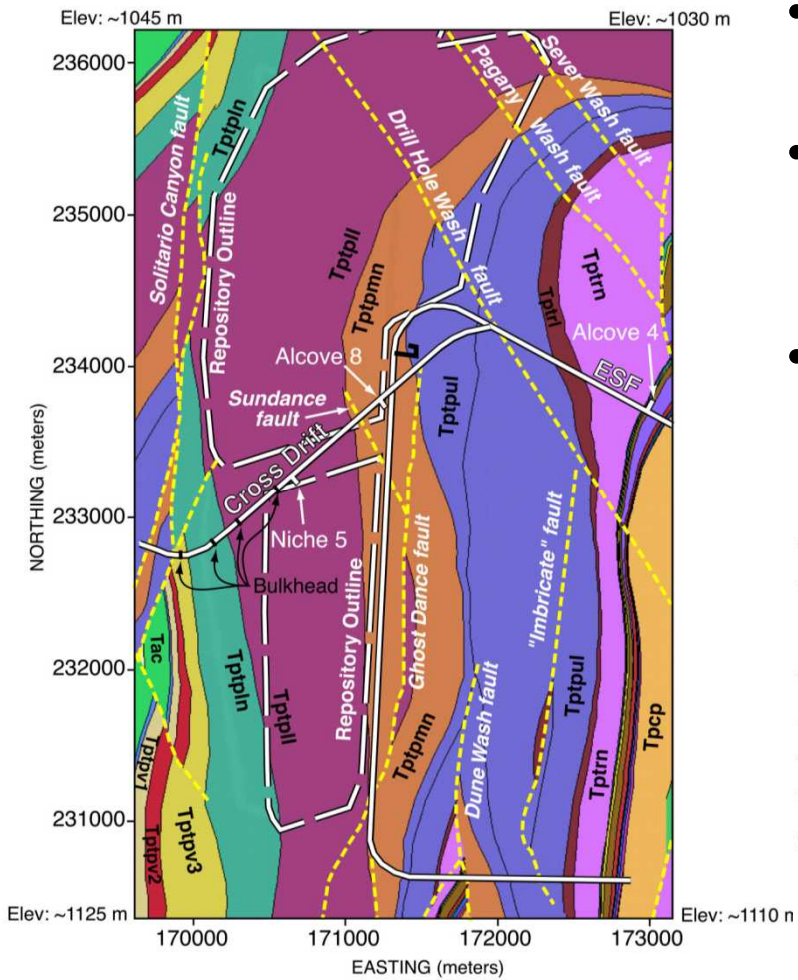 Elev: ~1045 m
Elev: ~1030 m
236000
235000
234000
233000
232000
231000
NORTHING (meters)
170000
171000
172000
173000
EASTING (meters)
Solitario Canyon fault
Tptpln
Repository Outline
Tptpll
Tptpmn
Drill Hole Wash
fault
Pagany
Wash fault
Sever Wash fault
Tptrn
Tptrl
Alcove 4
ESF
Alcove 8
Sundance
fault
Tptpul
Cross Drift
Niche 5
Bulkhead
Ghost Dance fault
"Imbricate" fault
Repository Outline
Tac
Tptpln
Tptpll
Tptpmn
Dune Wash fault
Tptpul
Tptrn
Tpcp
Tptpv1
Tptpv2
Tptpv3
Elev: ~1125 m
Elev: ~1110 m